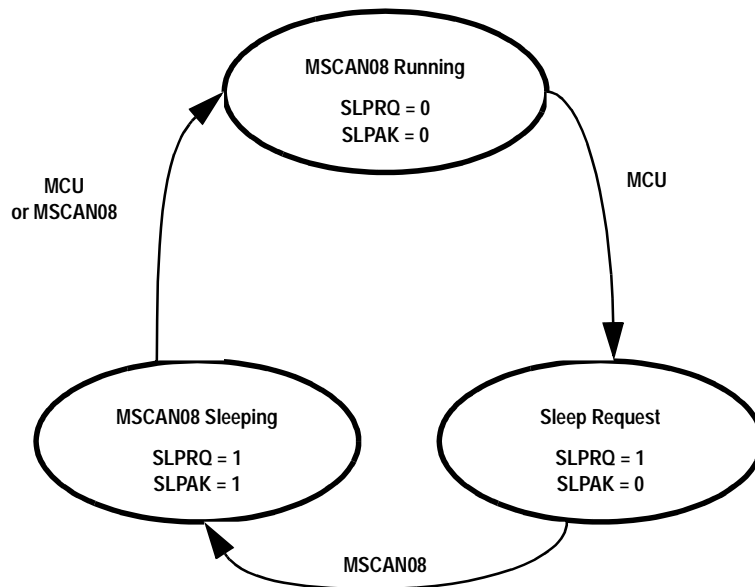 MSCAN08 Running
SLPRQ = 0
SLPAK = 0
MCU
or MSCAN08
MCU
MSCAN08 Sleeping
SLPRQ = 1
SLPAK = 1
Sleep Request
SLPRQ = 1
SLPAK = 0
MSCAN08